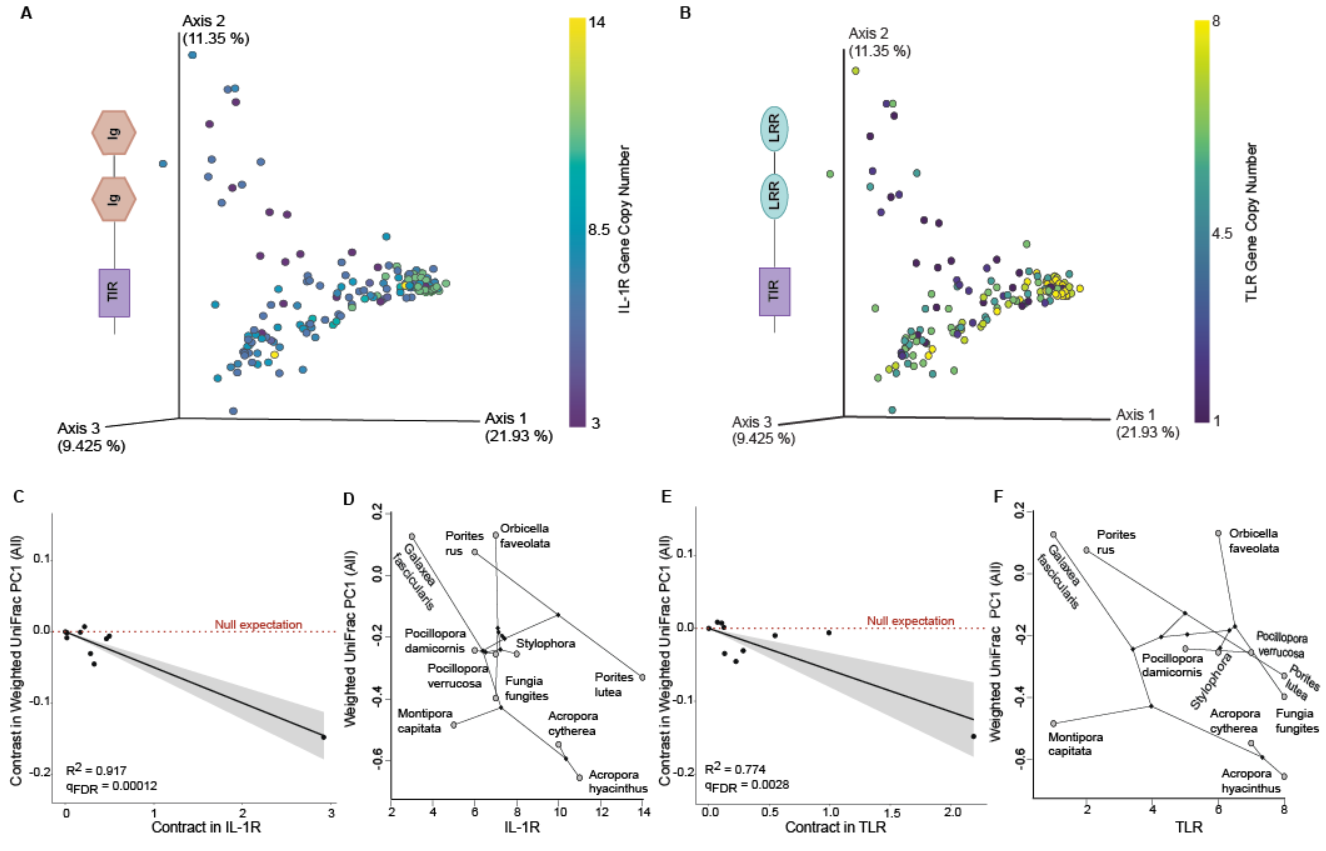 A
Axis 2
(11.35 %)
Ig
Ig
TIR
Axis 3
(9.425 %)
Axis 1
(21.93 %)
14
8.5
3
IL-1R Gene Copy Number
B
Axis 2
(11.35 %)
LRR
LRR
TIR
Axis 3
(9.425 %)
Axis 1
(21.93 %)
8
4.5
1
TLR Gene Copy Number
C
Contrast in Weighted UniFrac PC1 (All)
0.1
0.0
-0.1
-0.2
Null expectation
R2 = 0.917
qFDR = 0.00012
0
1
2
3
Contract in IL-1R
D
Weighted UniFrac PC1 (All)
0.2
0.0
-0.2
-0.4
-0.6
Galaxea
fascicularis
Porites
rus
Orbicella
faveolata
Pocillopora
damicornis
Stylophora
Pocillopora
verrucosa
Fungia
fungites
Porites
lutea
Montipora
capitata
Acropora
cytherea
Acropora
hyacinthus
2
4
6
8
10
12
14
IL-1R
E
Contrast in Weighted UniFrac PC1 (All)
0.1
0.0
-0.1
-0.2
Null expectation
R2 = 0.774
qFDR = 0.0028
0.0
0.5
1.0
1.5
2.0
Contract in TLR
F
Weighted UniFrac PC1 (All)
0.2
0.0
-0.2
-0.4
-0.6
Galaxea
fascicularis
Porites
rus
Orbicella
faveolata
Pocillopora
verrucosa
Pocillopora
damicornis
Stylophora
Porites
lutea
Fungia
fungites
Acropora
cytherea
Montipora
capitata
Acropora
hyacinthus
2
4
6
8
TLR